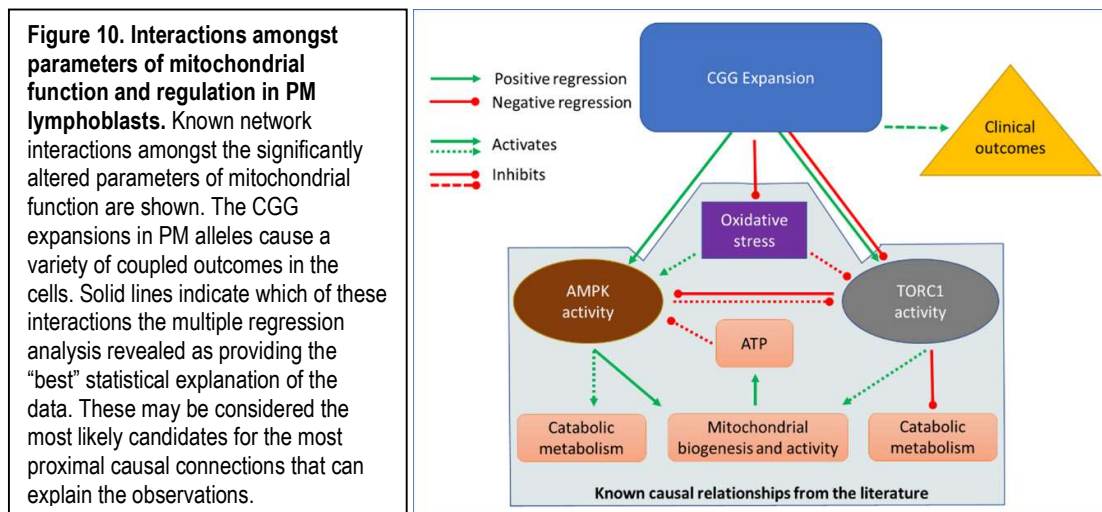 Figure 10. Interactions amongst
parameters of mitochondrial
function and regulation in PM
lymphoblasts. Known network
interactions amongst the significantly
altered parameters of mitochondrial
function are shown. The CGG
expansions in PM alleles cause a
variety of coupled outcomes in the
cells. Solid lines indicate which of these
interactions the multiple regression
analysis revealed as providing the
“best” statistical explanation of the
data. These may be considered the
most likely candidates for the most
proximal causal connections that can
explain the observations.
Positive regression
Negative regression
Activates
Inhibits
CGG Expansion
Clinical
outcomes
Oxidative
stress
AMPK
activity
TORC1
activity
ATP
Catabolic
metabolism
Mitochondrial
biogenesis and activity
Catabolic
metabolism
Known causal relationships from the literature